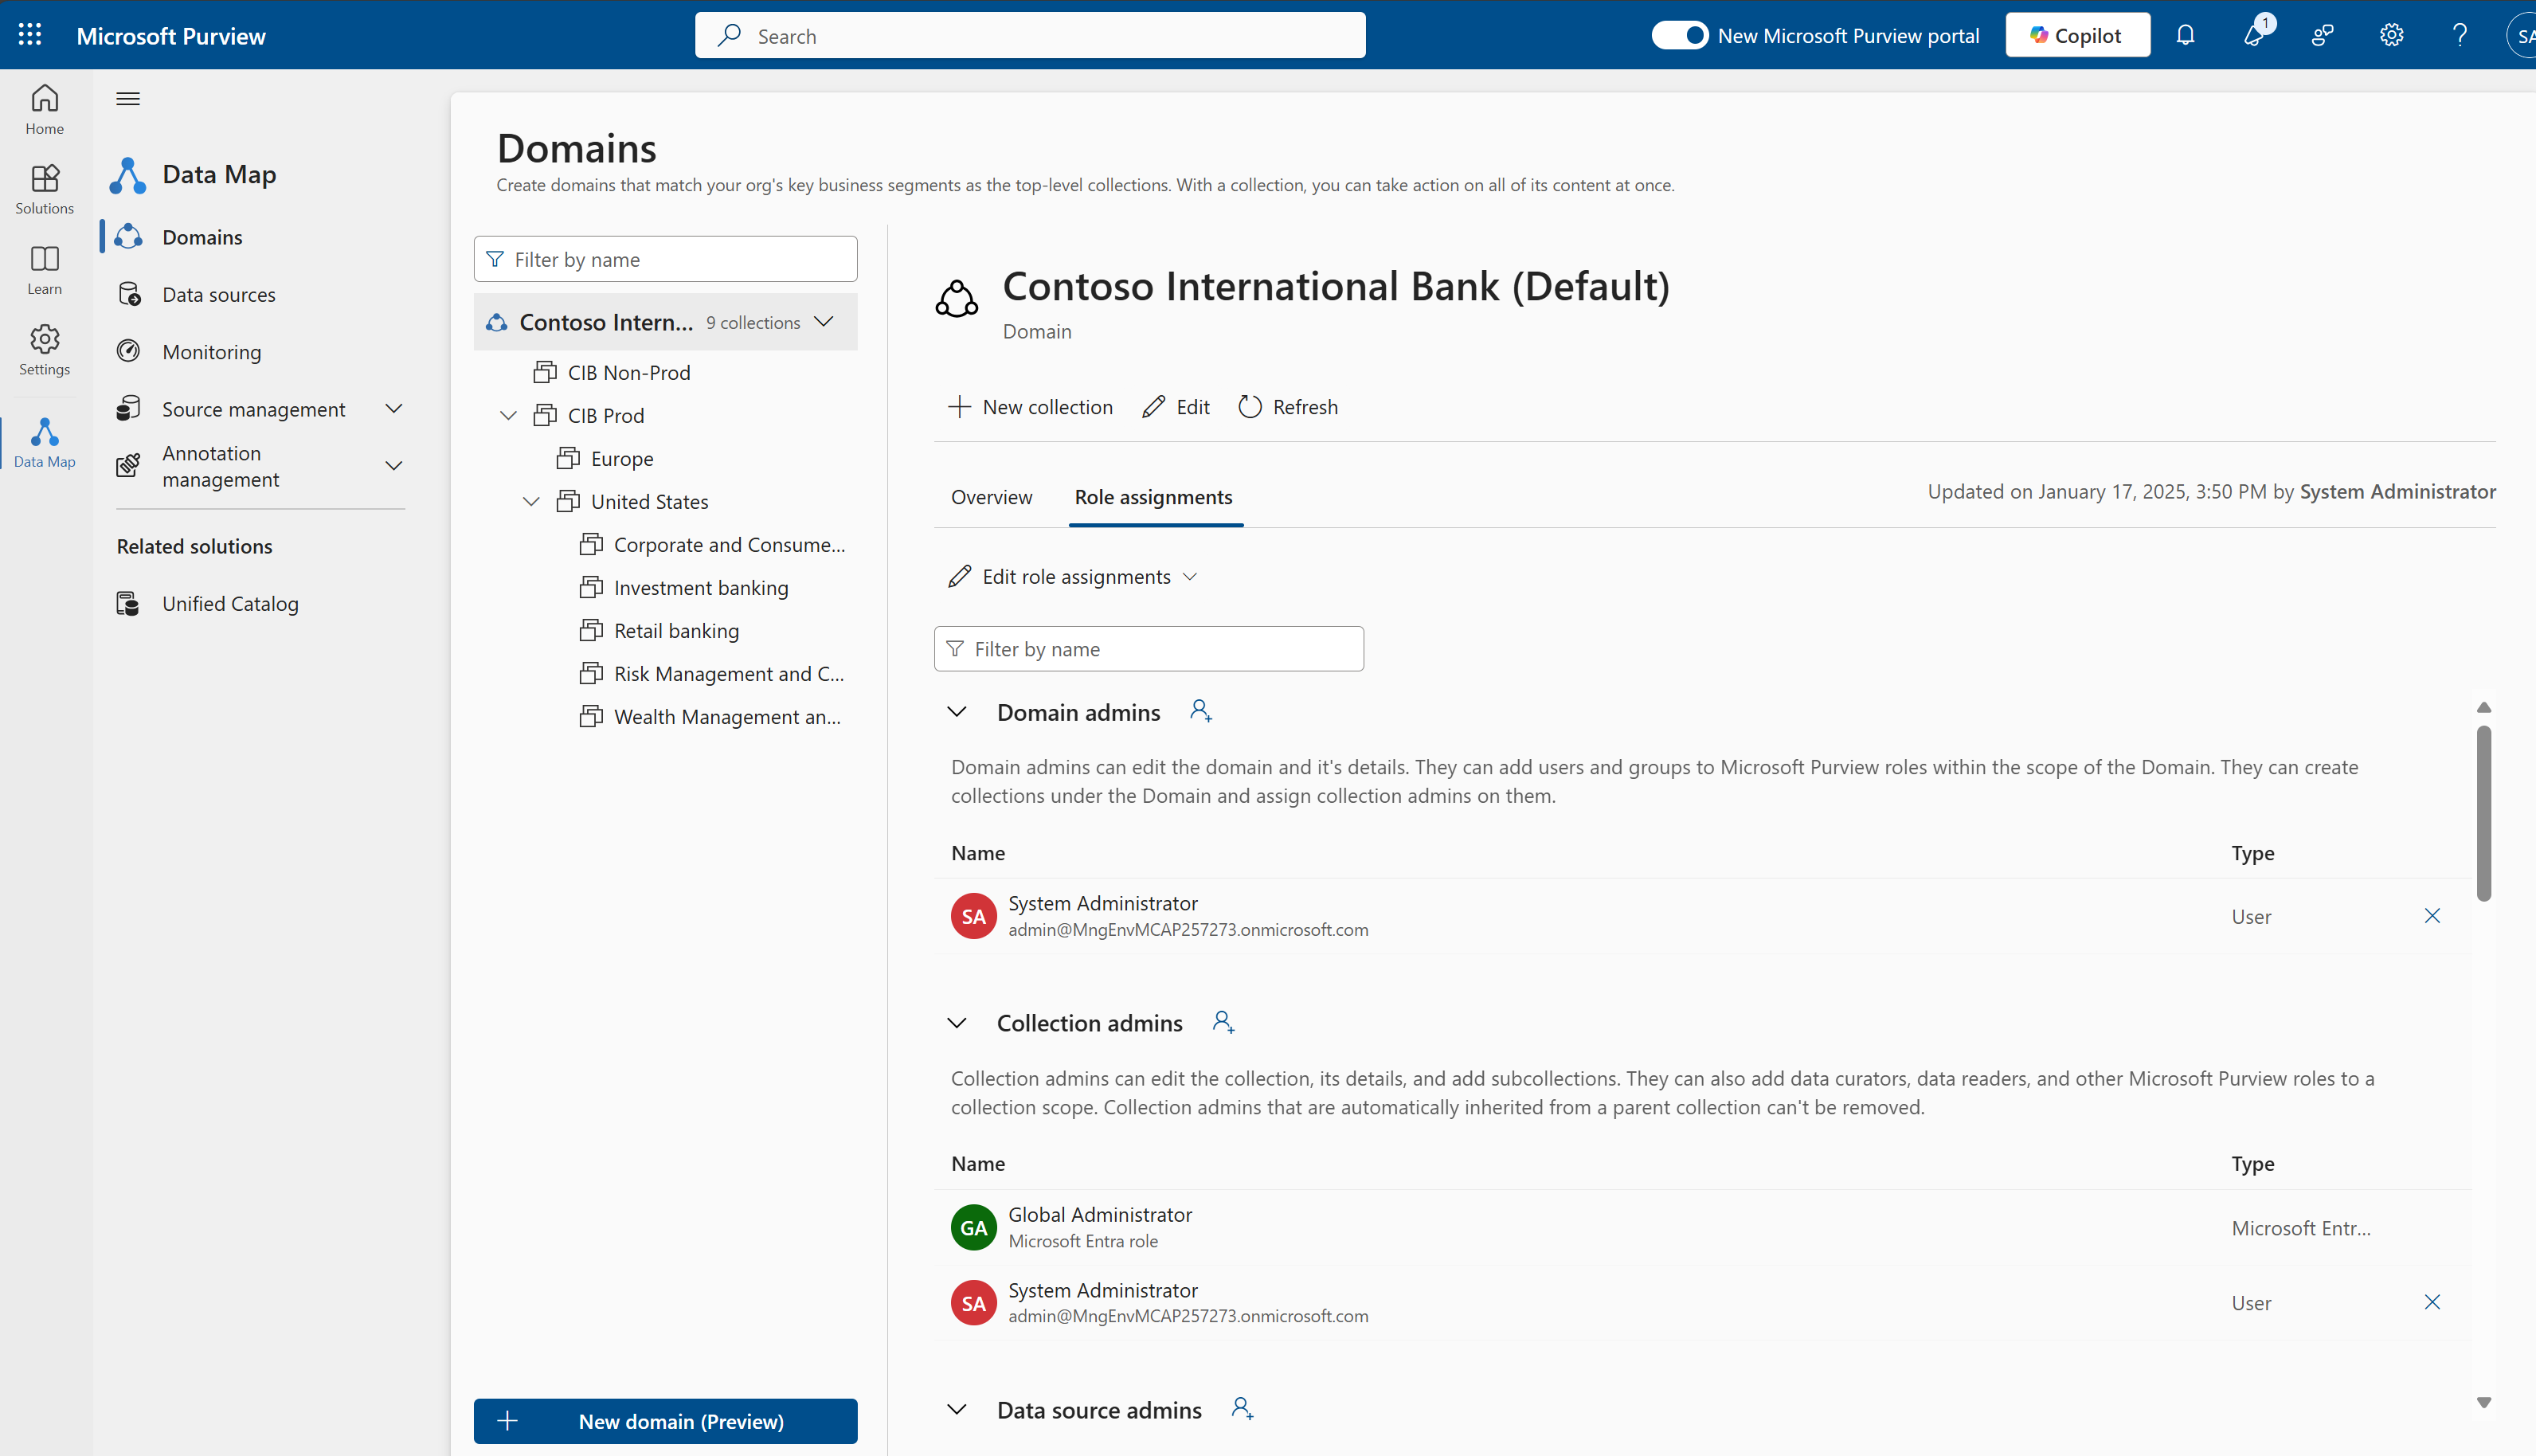 Microsoft Purview
Search
New Microsoft Purview portal
Copilot
1
SA
Home
Solutions
Learn
Settings
Data Map
Data Map
Domains
Data sources
Monitoring
Source management
Annotation
management
Related solutions
Unified Catalog
Domains
Create domains that match your org's key business segments as the top-level collections. With a collection, you can take action on all of its content at once.
Filter by name
Contoso Intern... 9 collections
CIB Non-Prod
CIB Prod
Europe
United States
Corporate and Consume...
Investment banking
Retail banking
Risk Management and C...
Wealth Management an...
New domain (Preview)
Contoso International Bank (Default)
Domain
New collection Edit Refresh
Overview Role assignments
Updated on January 17, 2025, 3:50 PM by System Administrator
Edit role assignments
Filter by name
Domain admins
Domain admins can edit the domain and it's details. They can add users and groups to Microsoft Purview roles within the scope of the Domain. They can create
collections under the Domain and assign collection admins on them.
Name Type
SA System Administrator
admin@MngEnvMCAP257273.onmicrosoft.com
User
Collection admins
Collection admins can edit the collection, its details, and add subcollections. They can also add data curators, data readers, and other Microsoft Purview roles to a
collection scope. Collection admins that are automatically inherited from a parent collection can't be removed.
Name Type
GA Global Administrator
Microsoft Entra role
Microsoft Entr...
SA System Administrator
admin@MngEnvMCAP257273.onmicrosoft.com
User
Data source admins